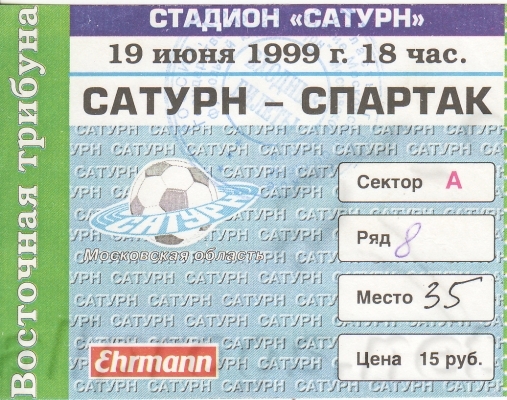 Восточная трибуна
СТАДИОН «САТУРН»
19 июня 1999 г. 18 час.
САТУРН – СПАРТАК
САТУРН
Московская область
Сектор А
Ряд 8
Место 35
Цена 15 руб.
Ehrmann